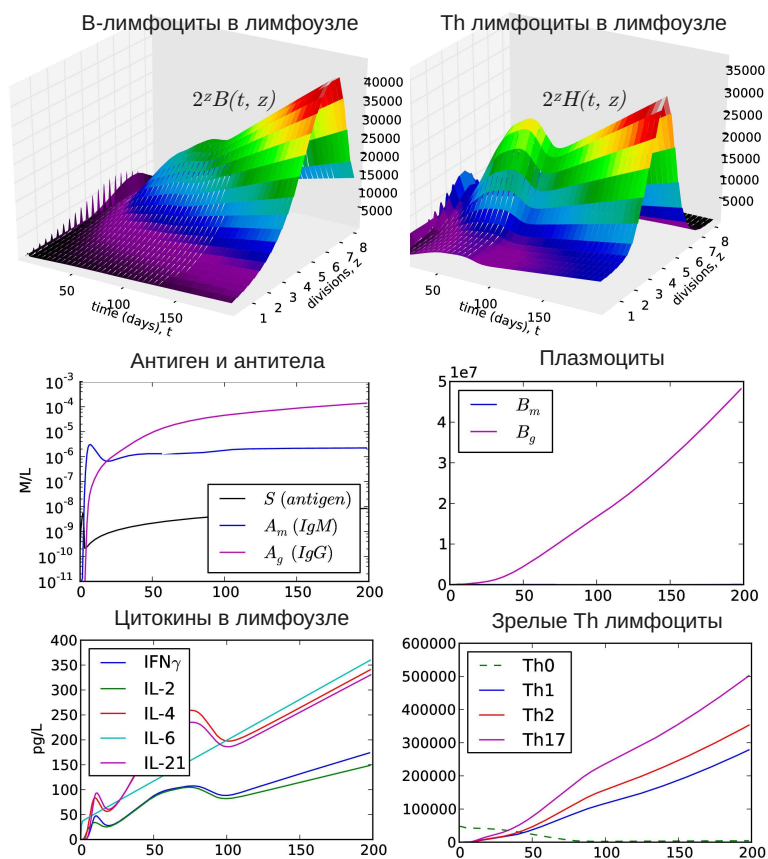 В-лимфоциты в лимфоузле
2ᶻB(t, z)
40000
35000
30000
25000
20000
15000
10000
5000
50
100
150
time (days), t
1
2
3
4
5
6
7
8
divisions, z
Th лимфоциты в лимфоузле
2ᶻH(t, z)
35000
30000
25000
20000
15000
10000
5000
50
100
150
time (days), t
1
2
3
4
5
6
7
8
divisions, z
Антиген и антитела
10⁻³
10⁻⁴
10⁻⁵
10⁻⁶
10⁻⁷
10⁻⁸
10⁻⁹
10⁻¹⁰
10⁻¹¹
M/L
S (antigen)
Aₘ (IgM)
A_g (IgG)
0 50 100 150 200
Плазмоциты
1e7
5
4
3
2
1
0
Bₘ
B_g
0 50 100 150 200
Цитокины в лимфоузле
400
350
300
250
200
150
100
50
0
pg/L
IFNγ
IL-2
IL-4
IL-6
IL-21
0 50 100 150 200
Зрелые Th лимфоциты
600000
500000
400000
300000
200000
100000
0
Th0
Th1
Th2
Th17
0 50 100 150 200